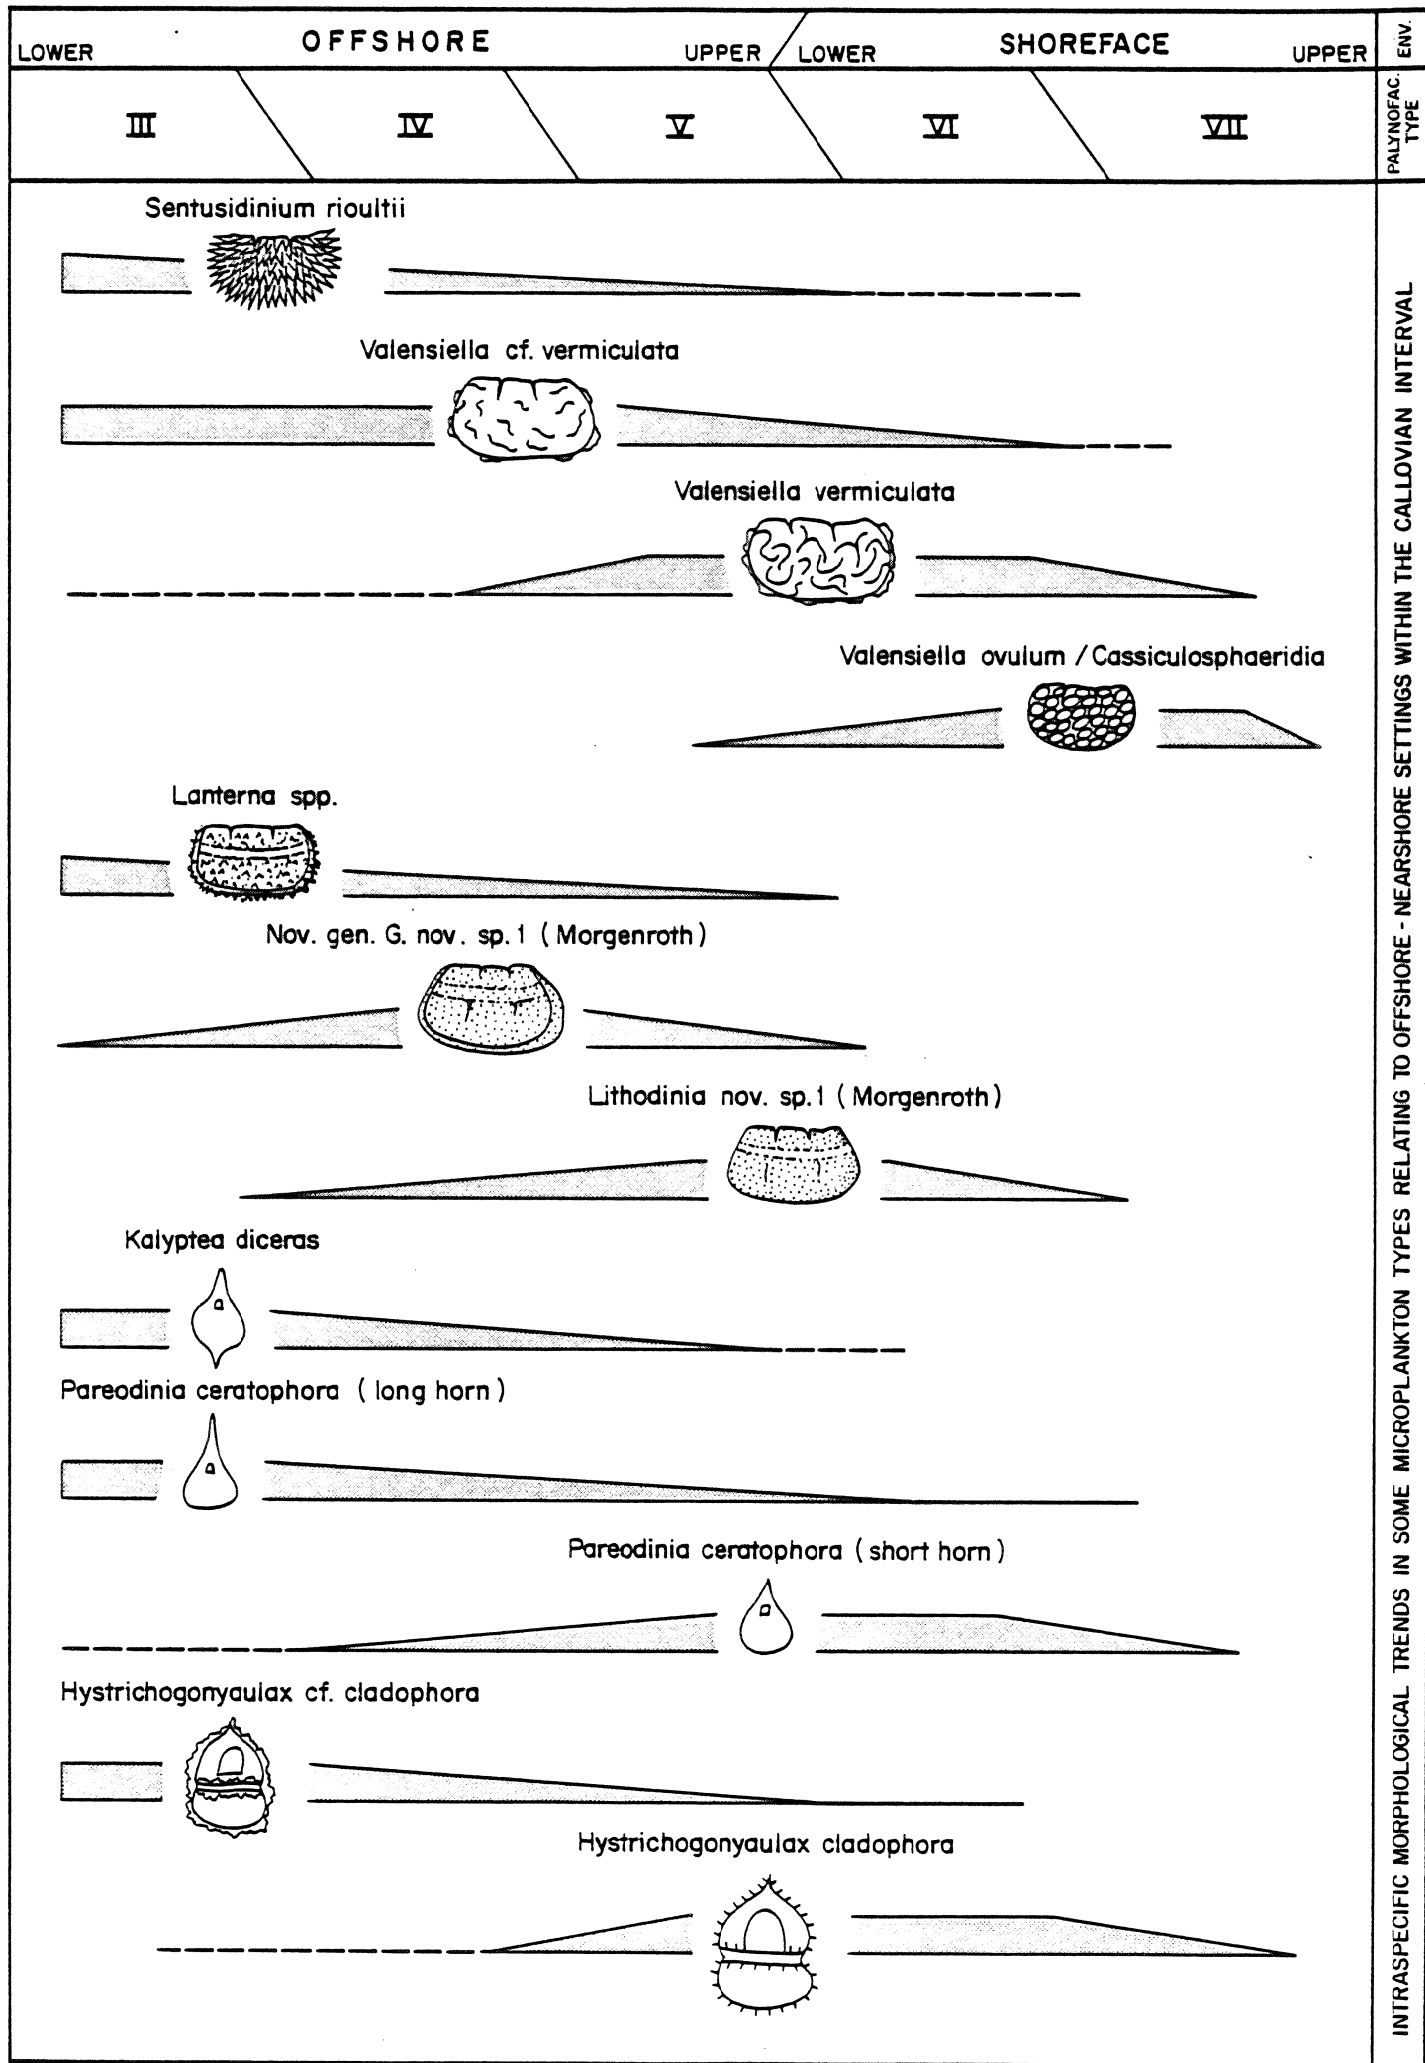 LOWER OFFSHORE UPPER LOWER SHOREFACE UPPER ENV.
III IV V VI VII PALYNOFAC. TYPE
Sentusidinium rioultii
Valensiella cf. vermiculata
Valensiella vermiculata
Valensiella ovulum / Cassiculosphaeridia
Lanterna spp.
Nov. gen. G. nov. sp. 1 ( Morgenroth )
Lithodinia nov. sp. 1 ( Morgenroth )
Kalyptea diceras
Pareodinia ceratophora ( long horn )
Pareodinia ceratophora ( short horn )
Hystrichogonyaulax cf. cladophora
Hystrichogonyaulax cladophora
INTRASPECIFIC MORPHOLOGICAL TRENDS IN SOME MICROPLANKTON TYPES RELATING TO OFFSHORE - NEARSHORE SETTINGS WITHIN THE CALLOVIAN INTERVAL